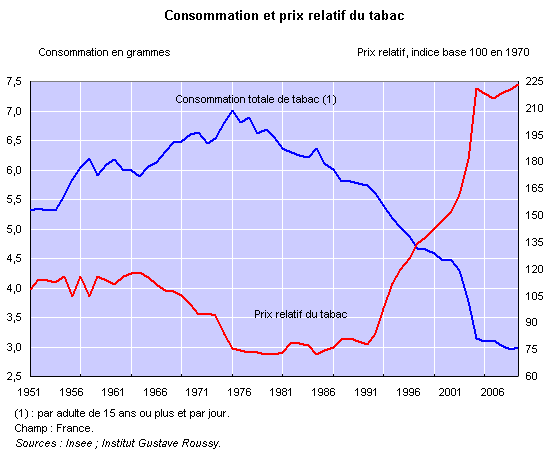 Consommation et prix relatif du tabac
Consommation en grammes
Prix relatif, indice base 100 en 1970
7,5
7,0
6,5
6,0
5,5
5,0
4,5
4,0
3,5
3,0
2,5
Consommation totale de tabac (1)
Prix relatif du tabac
225
210
195
180
165
150
135
120
105
90
75
60
1951 1956 1961 1966 1971 1976 1981 1986 1991 1996 2001 2006
(1) : par adulte de 15 ans ou plus et par jour.
Champ : France.
Sources : Insee ; Institut Gustave Roussy.